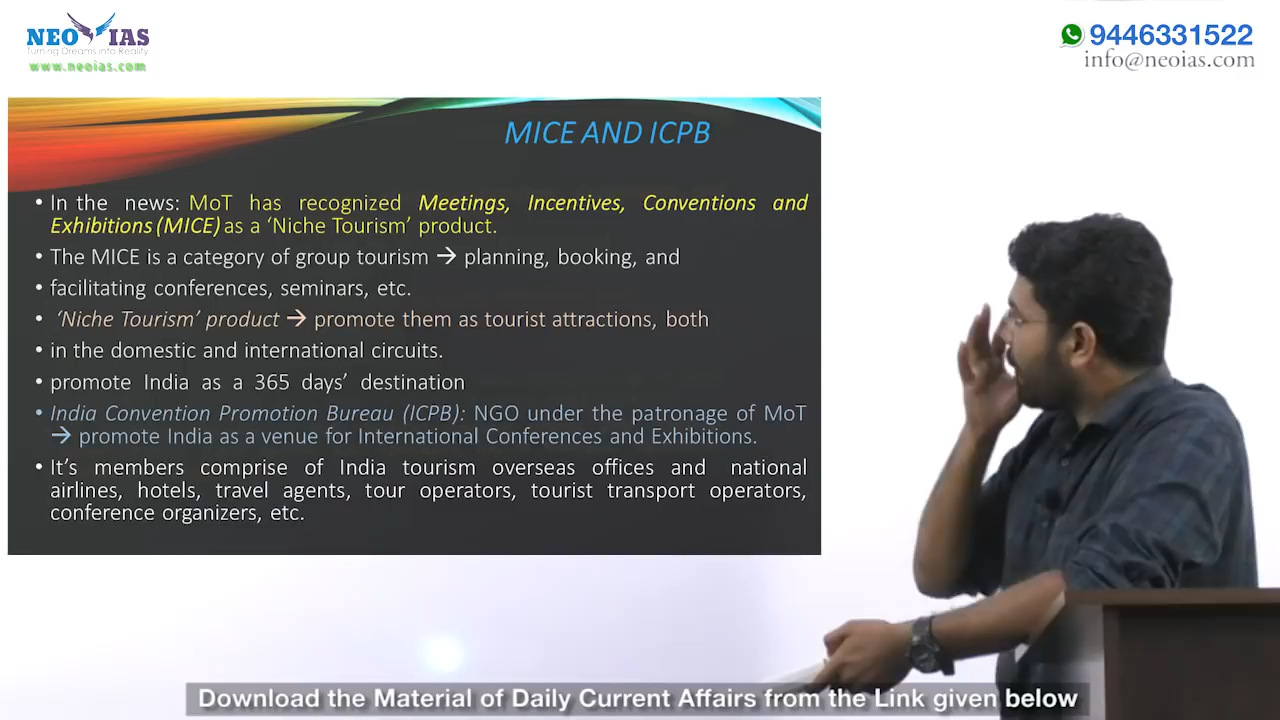 NEO IAS
Turning Dreams into Reality
www.neoias.com
9446331522
info@neoias.com
MICE AND ICPB
• In the news: MoT has recognized Meetings, Incentives, Conventions and
Exhibitions (MICE) as a ‘Niche Tourism’ product.
• The MICE is a category of group tourism → planning, booking, and
• facilitating conferences, seminars, etc.
• ‘Niche Tourism’ product → promote them as tourist attractions, both
• in the domestic and international circuits.
• promote India as a 365 days’ destination
• India Convention Promotion Bureau (ICPB): NGO under the patronage of MoT
→ promote India as a venue for International Conferences and Exhibitions.
• It’s members comprise of India tourism overseas offices and national
airlines, hotels, travel agents, tour operators, tourist transport operators,
conference organizers, etc.
Download the Material of Daily Current Affairs from the Link given below